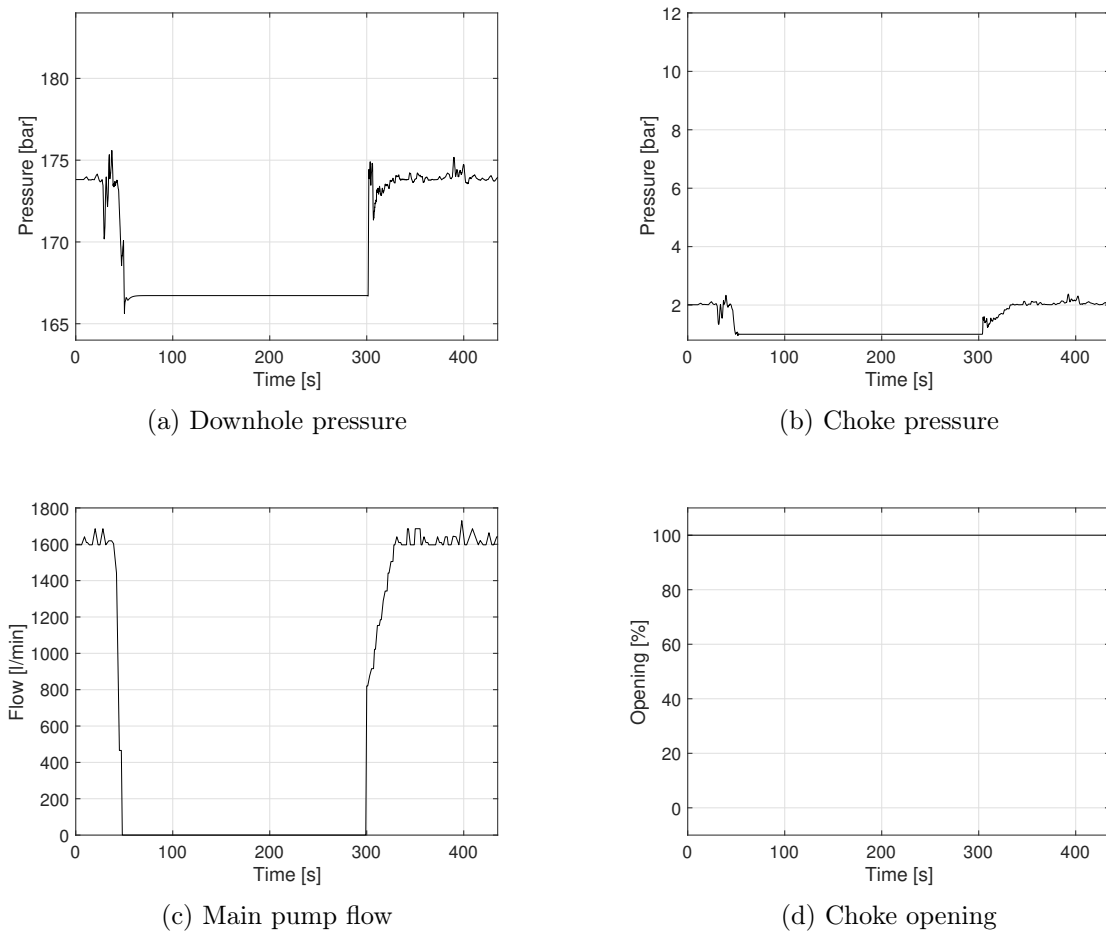 180
175
170
165
Pressure [bar]
0 100 200 300 400
Time [s]
(a) Downhole pressure
12
10
8
6
4
2
Pressure [bar]
0 100 200 300 400
Time [s]
(b) Choke pressure
1800
1600
1400
1200
1000
800
600
400
200
0
Flow [l/min]
0 100 200 300 400
Time [s]
(c) Main pump flow
100
80
60
40
20
0
Opening [%]
0 100 200 300 400
Time [s]
(d) Choke opening